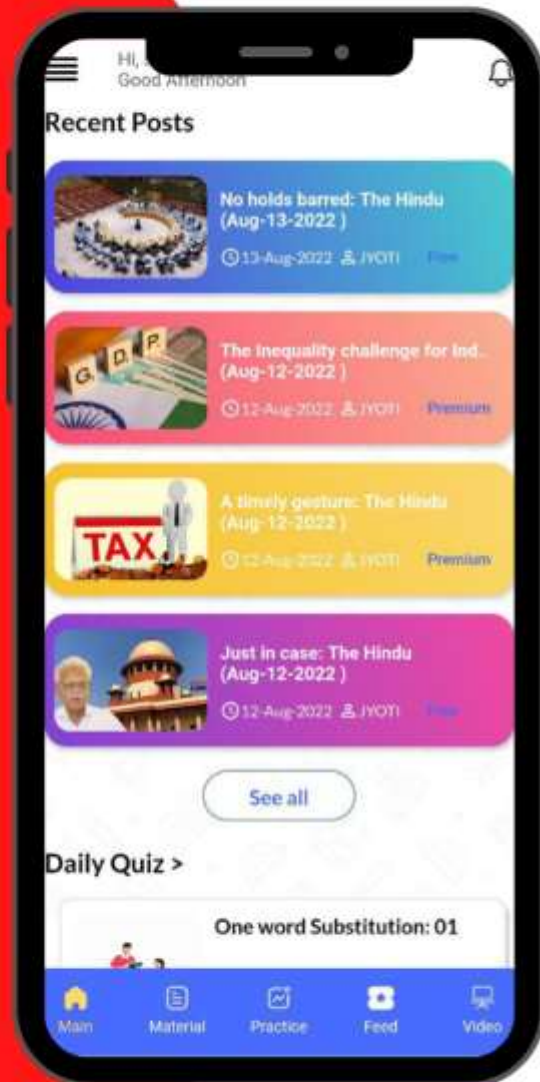 Hi,
Good Afternoon
Recent Posts
No holds barred: The Hindu
(Aug-13-2022 )
13-Aug-2022 JYOTI Free
G. D. P.
The Inequality challenge for Ind..
(Aug-12-2022 )
12-Aug-2022 JYOTI Premium
TAX
A timely gesture: The Hindu
(Aug-12-2022 )
12-Aug-2022 JYOTI Premium
Just in case: The Hindu
(Aug-12-2022 )
12-Aug-2022 JYOTI Free
See all
Daily Quiz >
One word Substitution: 01
Main Material Practice Feed Video